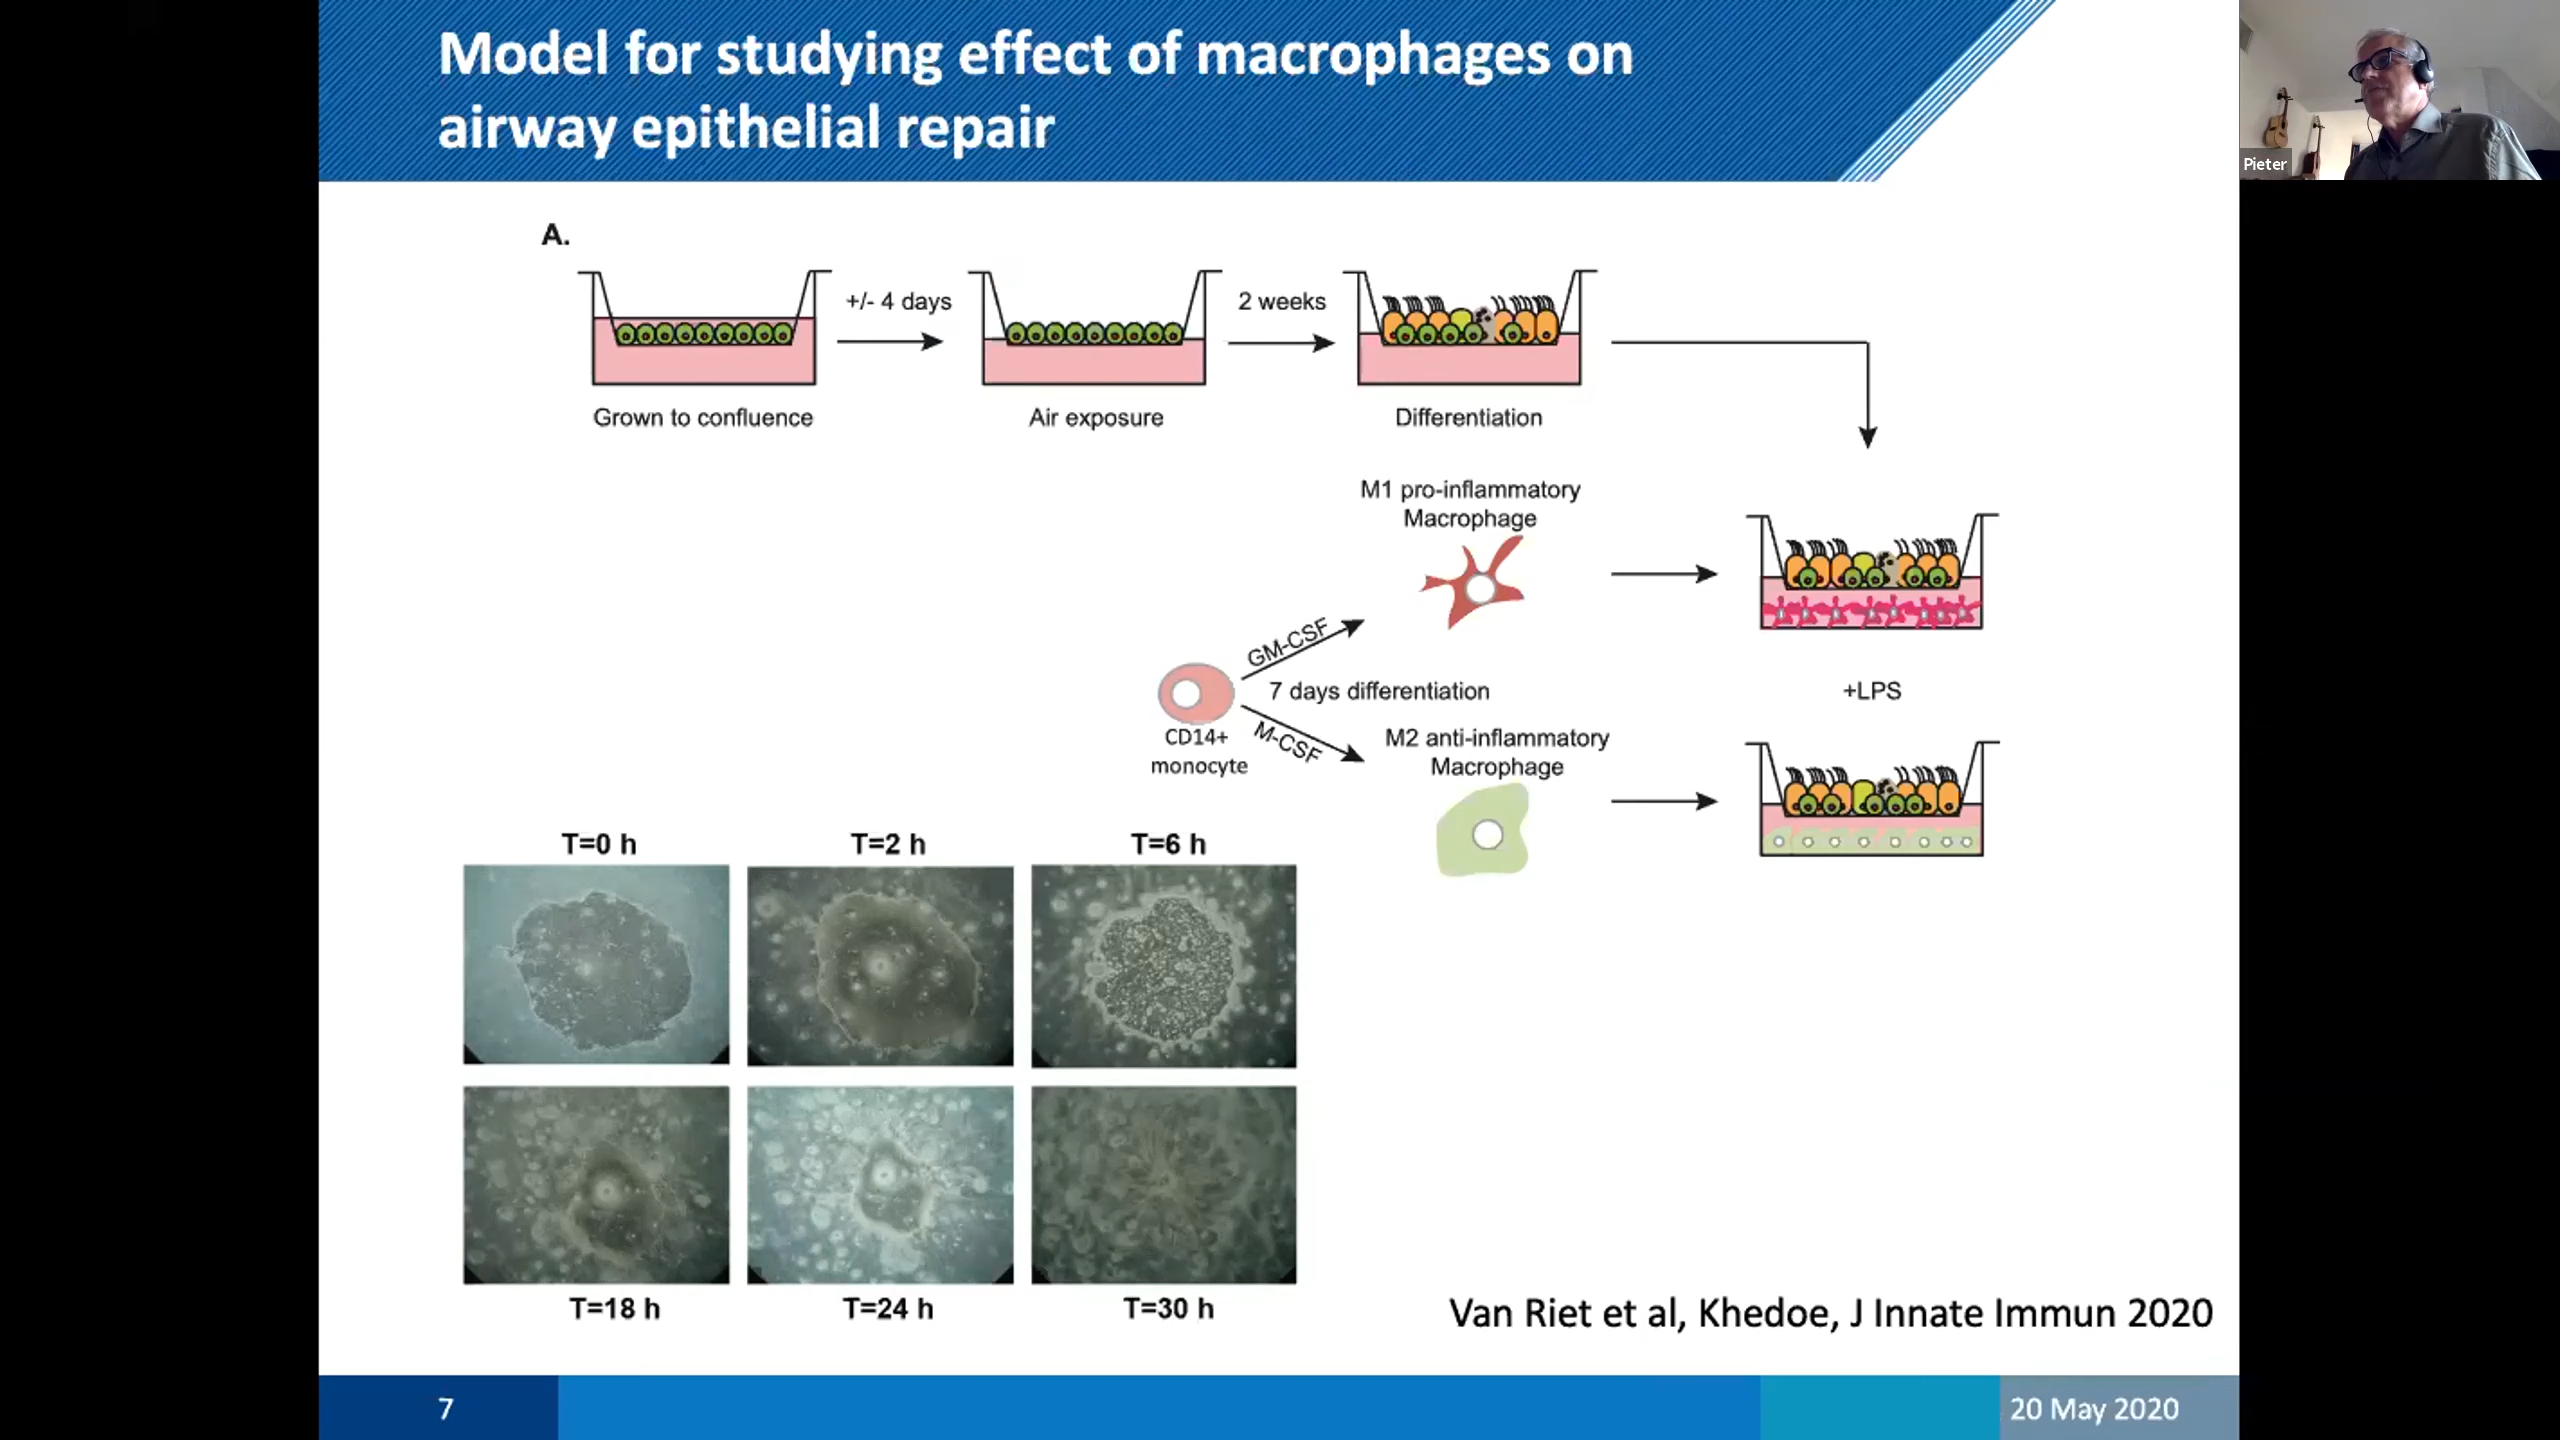 Model for studying effect of macrophages on
airway epithelial repair
Pieter
A.
+/- 4 days
2 weeks
Grown to confluence
Air exposure
Differentiation
M1 pro-inflammatory
Macrophage
GM-CSF
7 days differentiation
+LPS
M-CSF
CD14+
monocyte
M2 anti-inflammatory
Macrophage
T=0 h
T=2 h
T=6 h
T=18 h
T=24 h
T=30 h
Van Riet et al, Khedoe, J Innate Immun 2020
7
20 May 2020